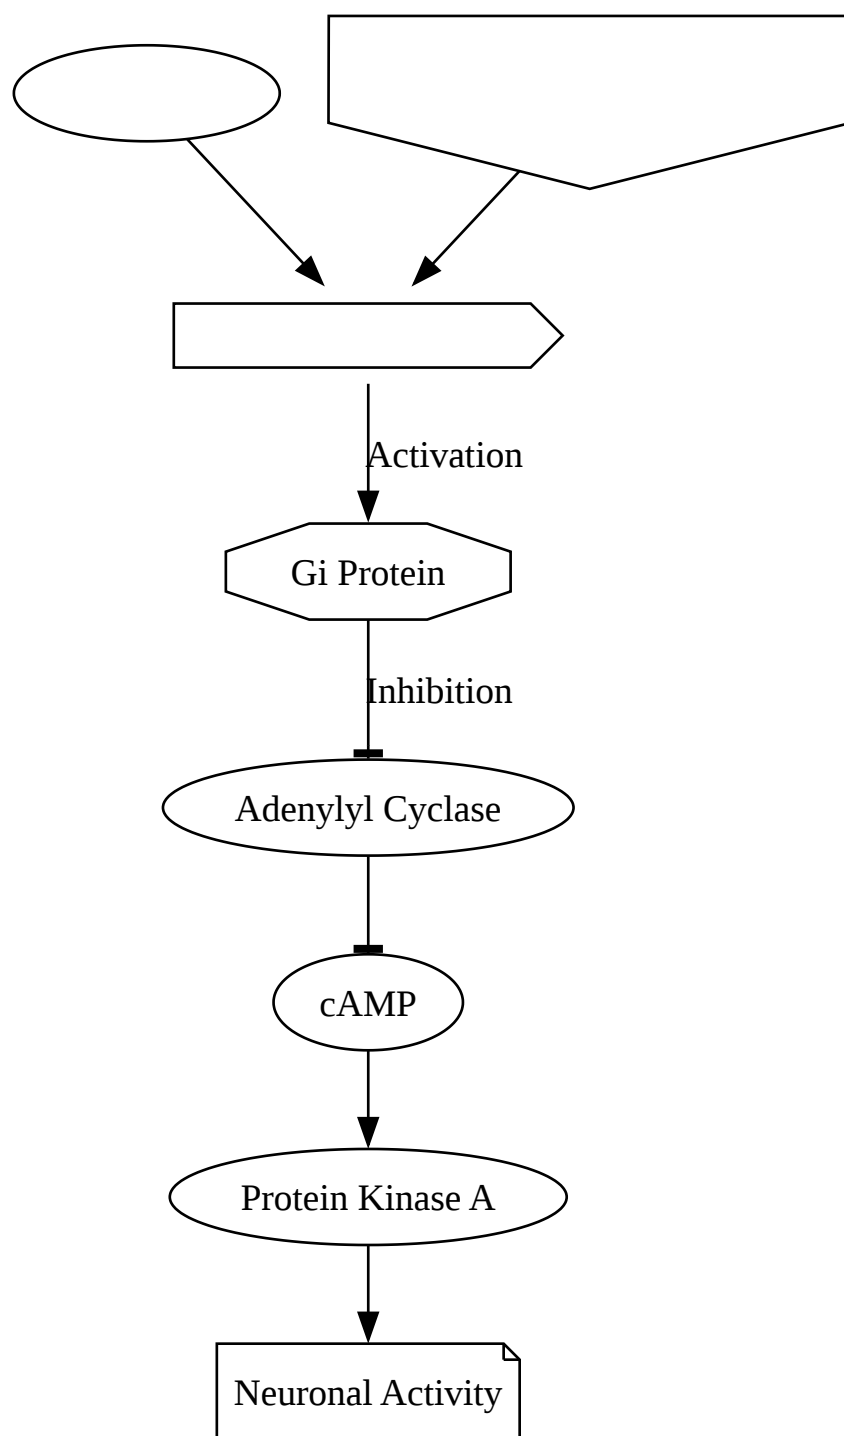 Activation
Gi Protein
Inhibition
Adenylyl Cyclase
cAMP
Protein Kinase A
Neuronal Activity